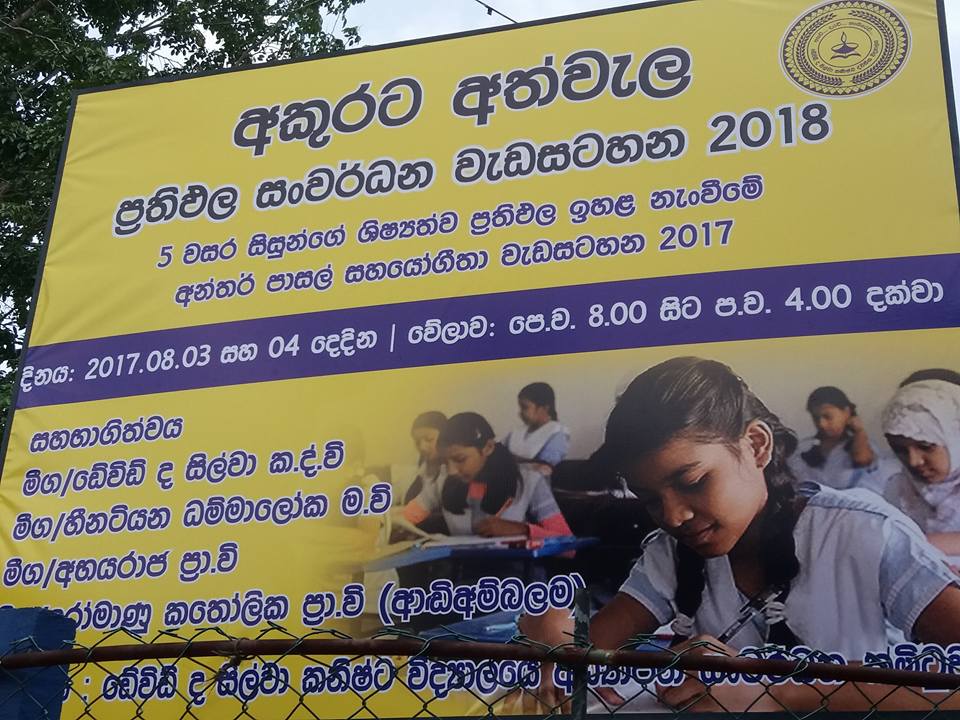 අකුරට අත්වැල
ප්‍රතිඵල සංවර්ධන වැඩසටහන 2018
5 වසර සිසුන්ගේ ශිෂ්‍යත්ව ප්‍රතිඵල ඉහළ නැංවීමේ
අන්තර් පාසල් සහයෝගීතා වැඩසටහන 2017
දිනය: 2017.08.03 සහ 04 දෙදින | වේලාව: පෙ.ව. 8.00 සිට ප.ව. 4.00 දක්වා
සහභාගිත්වය
මීග/ඩේවිඩ් ද සිල්වා ක.ද්.වි
මීග/හීනටියන ධම්මාලෝක ම.වි
මීග/අභයරාජ ප්‍රා.වි
රෝමාණු කතෝලික ප්‍රා.වි (ආඩිඅම්බලම)
: ඩේවිඩ් ද සිල්වා කනිෂ්ට විද්‍යාලයේ